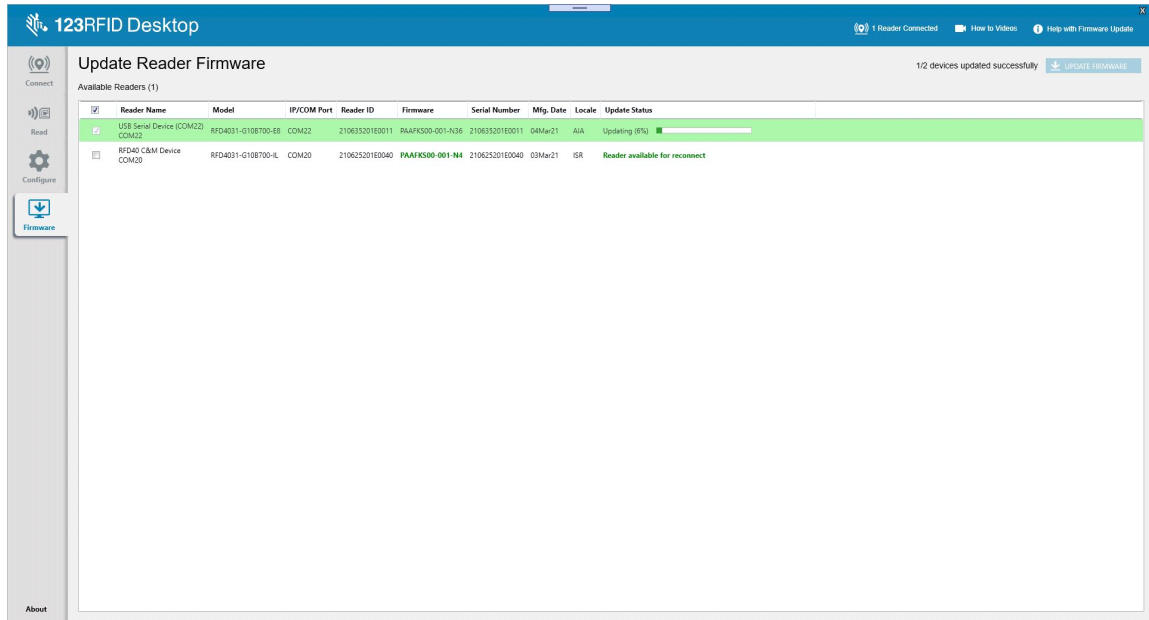 X
123RFID Desktop
1 Reader Connected
How to Videos
Help with Firmware Update
Connect
Read
Configure
Firmware
About
Update Reader Firmware
1/2 devices updated successfully
UPDATE FIRMWARE
Available Readers (1)
Reader Name Model IP/COM Port Reader ID Firmware Serial Number Mfg. Date Locale Update Status
USB Serial Device (COM22) RFD4031-G10B700-E8 COM22 210635201E0011 PAAFKS00-001-N36 210635201E0011 04Mar21 AIA Updating (6%)
COM22
RFD40 C&M Device RFD4031-G10B700-IL COM20 210625201E0040 PAAFKS00-001-N4 210625201E0040 03Mar21 ISR Reader available for reconnect
COM20